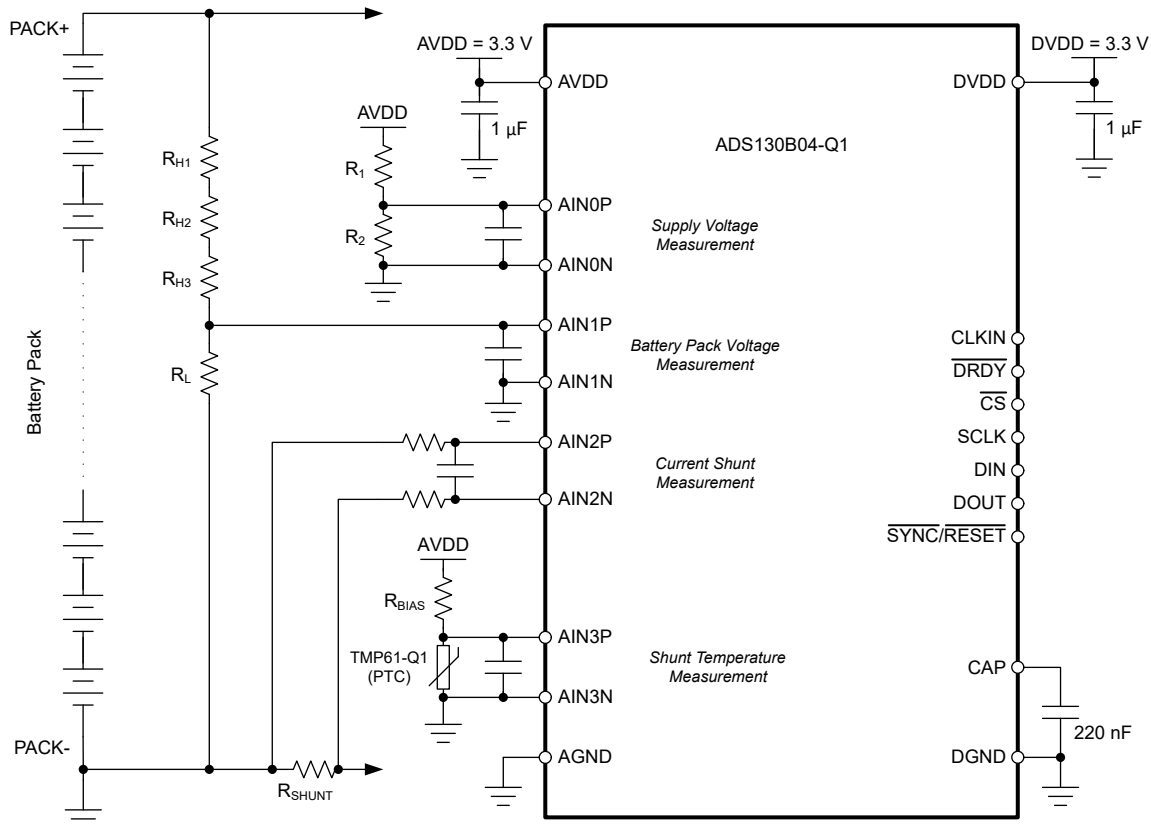 PACK+
AVDD = 3.3 V
DVDD = 3.3 V
AVDD
DVDD
1 µF
1 µF
ADS130B04-Q1
AVDD
RH1
R1
AIN0P
RH2
Supply Voltage
Measurement
R2
RH3
AIN0N
AIN1P
Battery Pack Voltage
Measurement
CLKIN
DRDY
RL
AIN1N
CS
Battery Pack
AIN2P
SCLK
Current Shunt
Measurement
DIN
AIN2N
DOUT
SYNC/RESET
AVDD
RBIAS
AIN3P
TMP61-Q1
(PTC)
Shunt Temperature
Measurement
CAP
AIN3N
220 nF
PACK-
AGND
DGND
RSHUNT